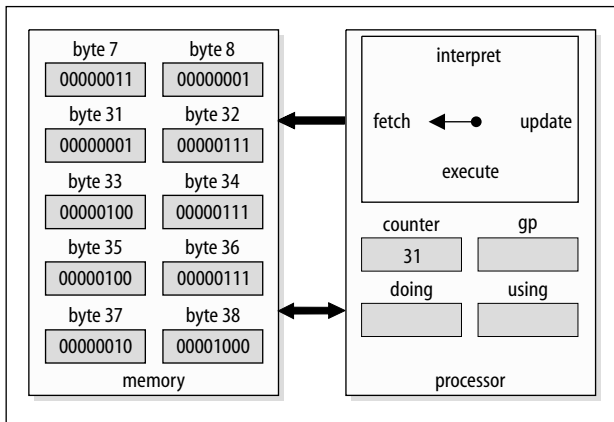 byte 7 byte 8
00000011 00000001
byte 31 byte 32
00000001 00000111
byte 33 byte 34
00000100 00000111
byte 35 byte 36
00000100 00000111
byte 37 byte 38
00000010 00001000
memory
interpret
fetch update
execute
counter gp
31
doing using
processor